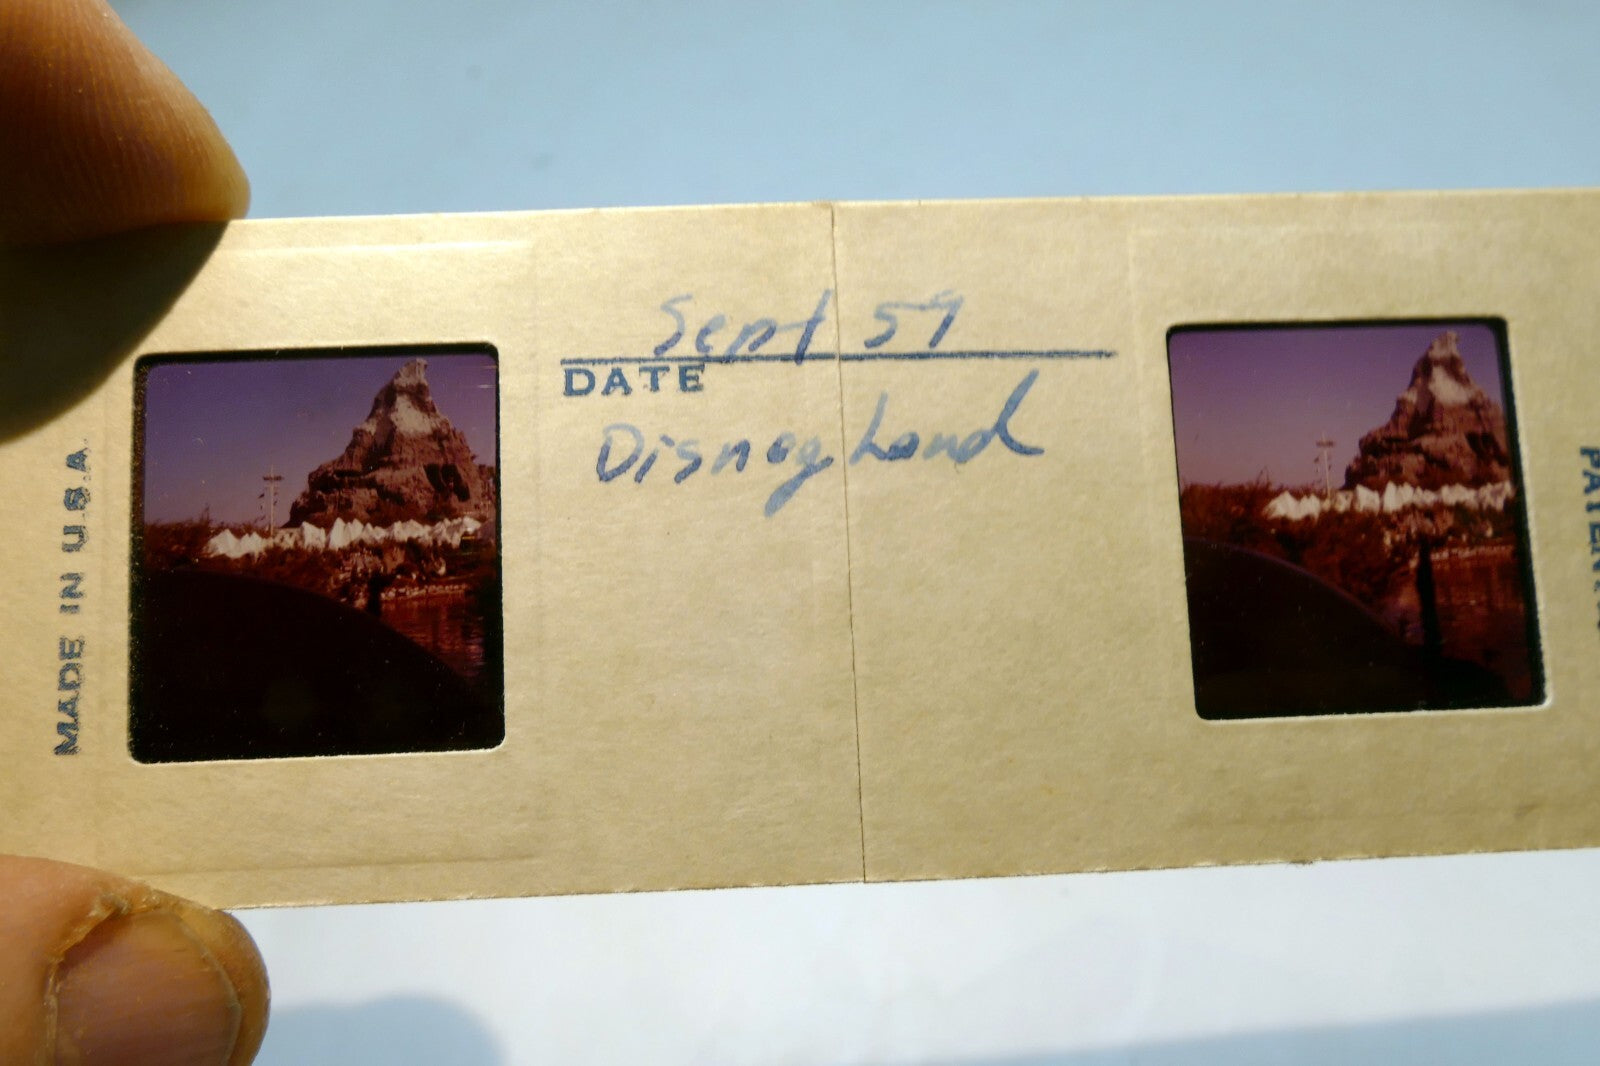 MADE IN U.S.A.
Sept 59
DATE
DisneyLand